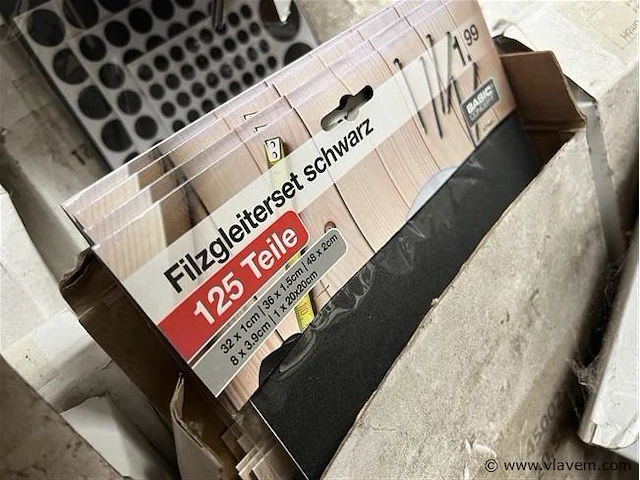 1.99
BASIC
CONCEPT
Filzgleiterset schwarz
125 Teile
32 x 1cm | 36 x 1.5cm | 48 x 2cm
8 x 3.9cm | 1 x 20x20cm
© www.vlavem.com